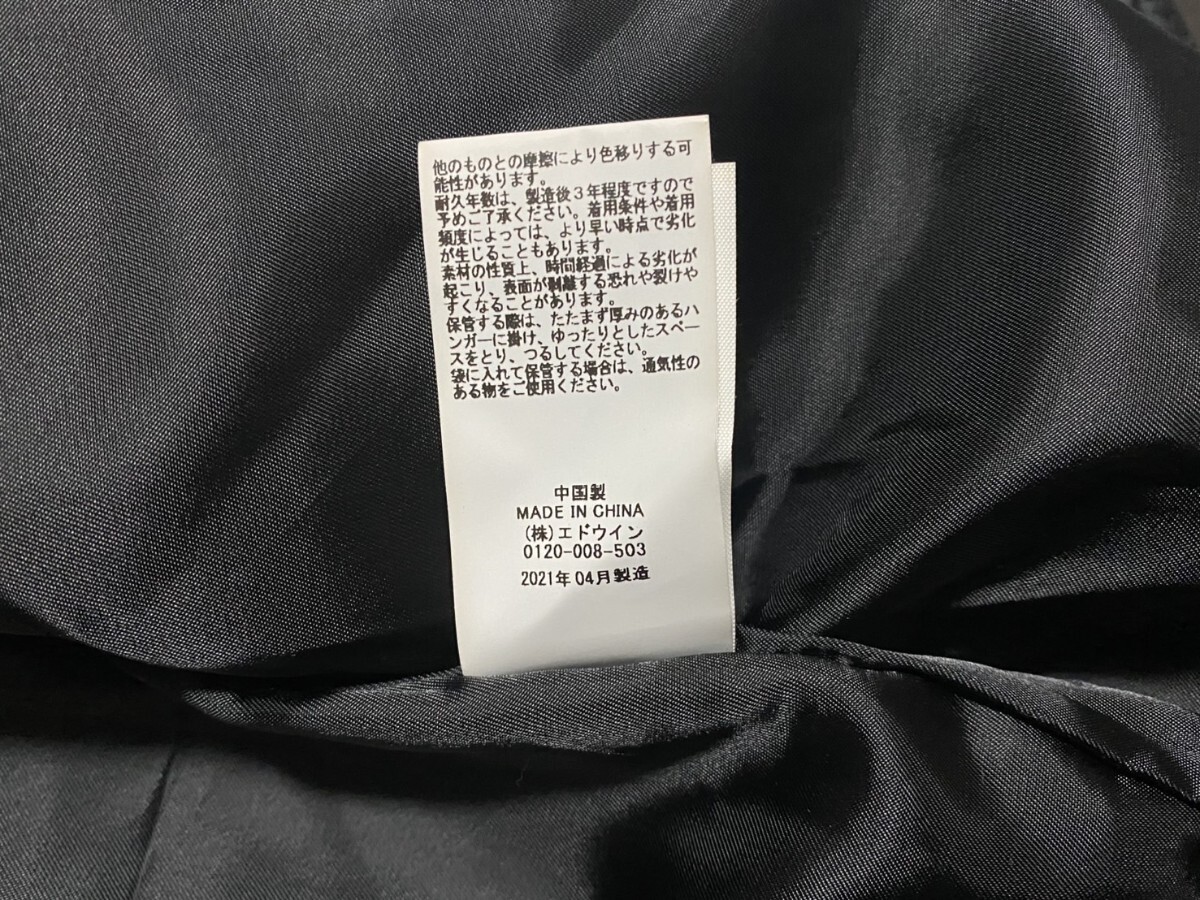 他のものとの摩擦により色移りする可
能性があります。
耐久年数は、製造後3年程度ですので
予めご了承ください。着用条件や着用
頻度によっては、より早い時点で劣化
が生じることもあります。
素材の性質上、時間経過による劣化が
起こり、表面が剥離する恐れや裂けや
すくなることがあります。
保管する際は、たたまず厚みのあるハ
ンガーに掛け、ゆったりとしたスペー
スをとり、つるしてください。
袋に入れて保管する場合は、通気性の
ある物をご使用ください。
中国製
MADE IN CHINA
(株)エドウイン
0120-008-503
2021年04月製造